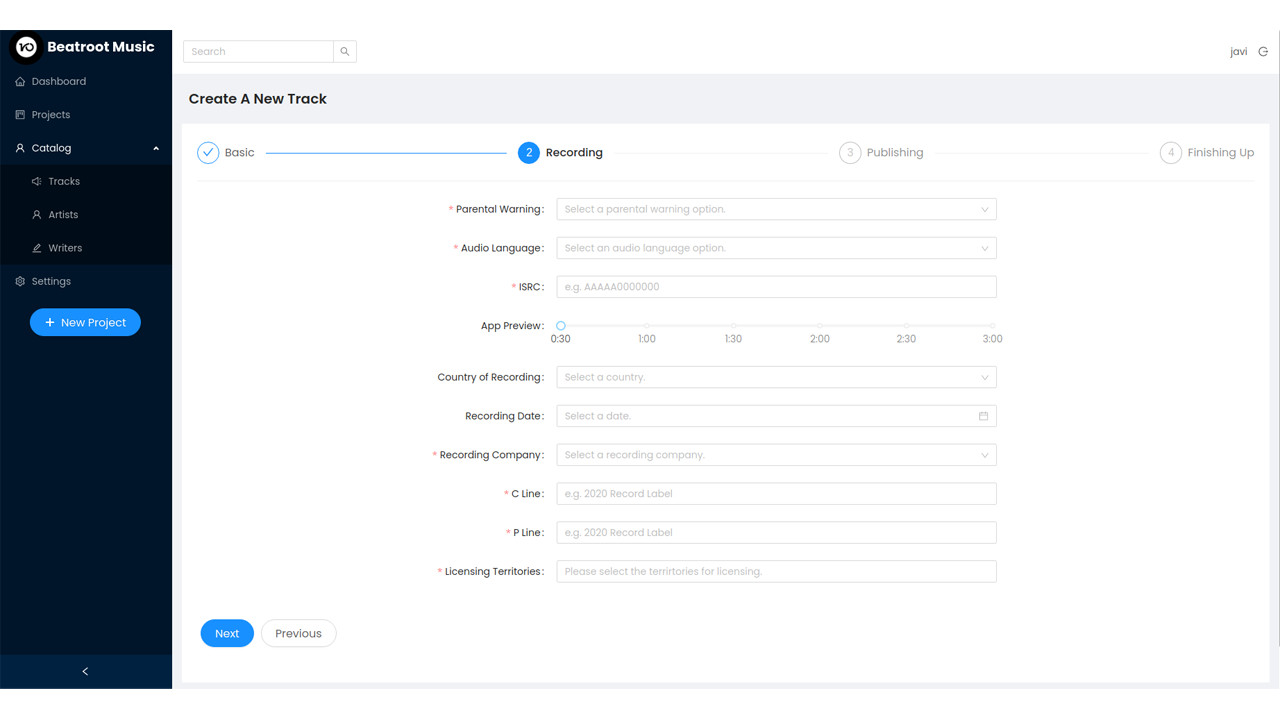 Beatroot Music
Dashboard
Projects
Catalog
Tracks
Artists
Writers
Settings
+ New Project
Search
javi
Create A New Track
Basic
2 Recording
3 Publishing
4 Finishing Up
* Parental Warning: Select a parental warning option.
* Audio Language: Select an audio language option.
* ISRC: e.g. AAAAA0000000
App Preview:
0:30 1:00 1:30 2:00 2:30 3:00
Country of Recording: Select a country.
Recording Date: Select a date.
* Recording Company: Select a recording company.
* C Line: e.g. 2020 Record Label
* P Line: e.g. 2020 Record Label
* Licensing Territories: Please select the terrirtories for licensing.
Next Previous